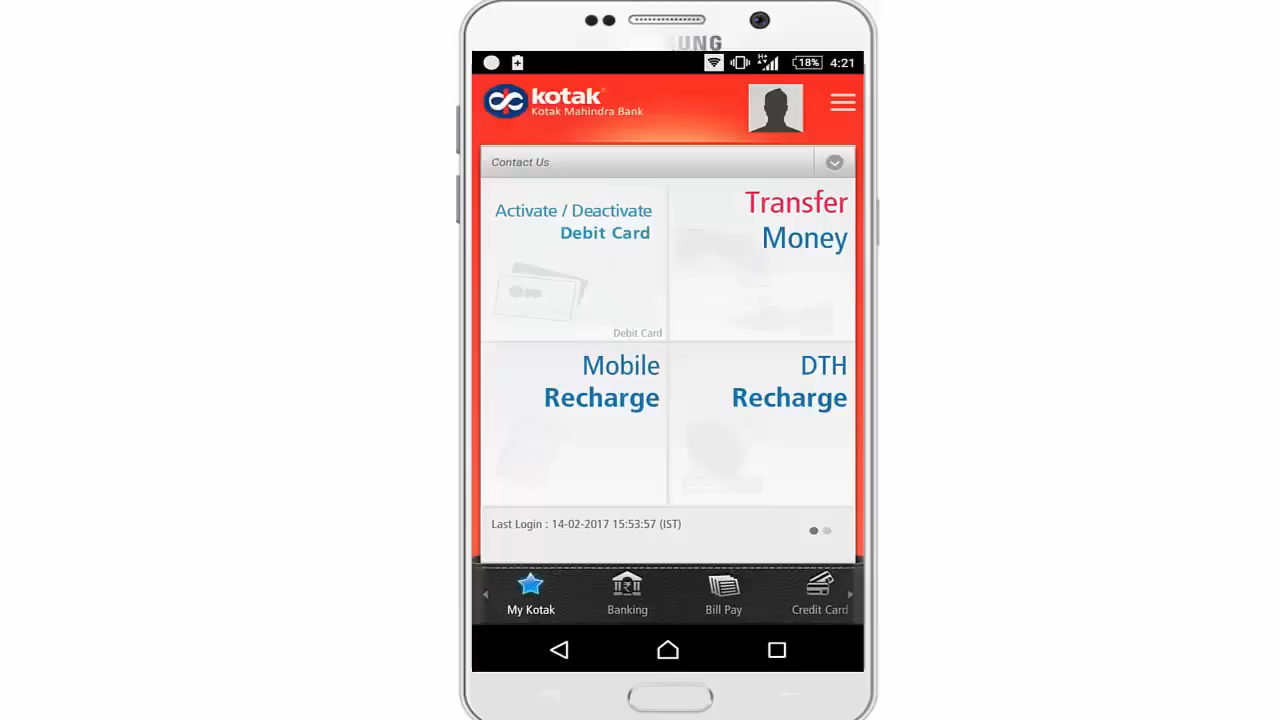 18%
4:21
kotak
Kotak Mahindra Bank
Contact Us
Activate / Deactivate
Debit Card
Debit Card
Transfer
Money
Mobile
Recharge
DTH
Recharge
Last Login : 14-02-2017 15:53:57 (IST)
My Kotak
Banking
Bill Pay
Credit Card